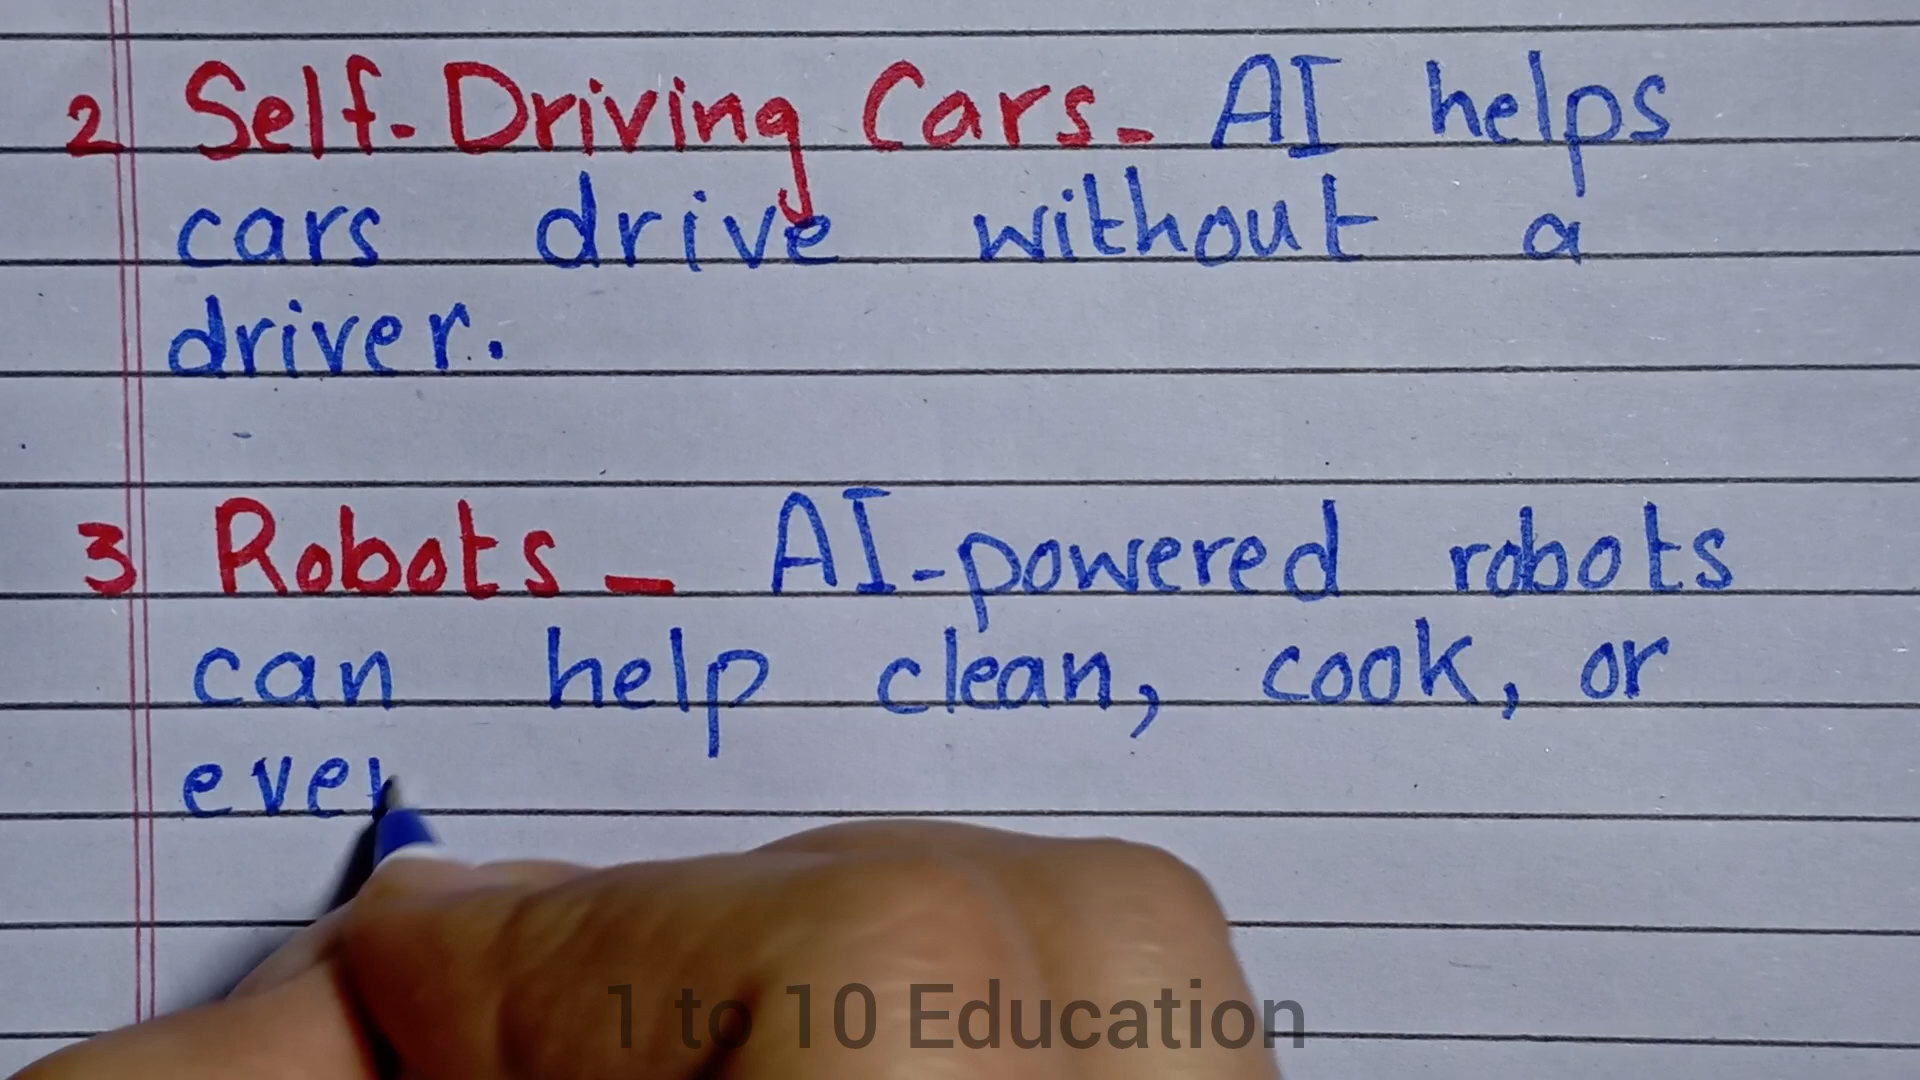 2 Self-Driving Cars- AI helps
cars drive without a
driver.
3 Robots - AI-powered robots
can help clean, cook, or
1 to 10 Education